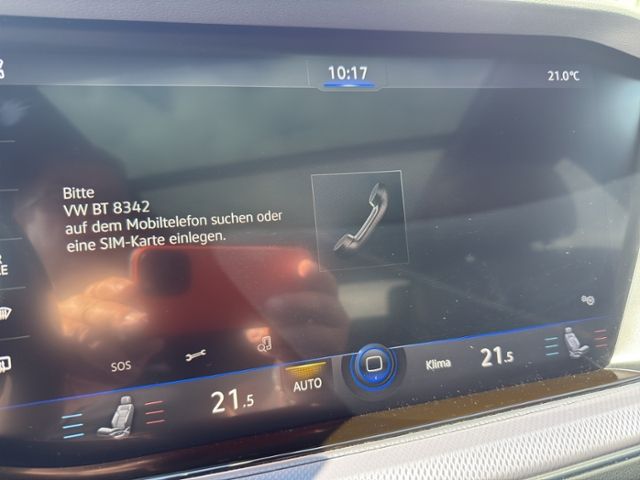 10:17
21.0°C
Bitte
VW BT 8342
auf dem Mobiltelefon suchen oder
eine SIM-Karte einlegen.
SOS
21.5
AUTO
Klima
21.5